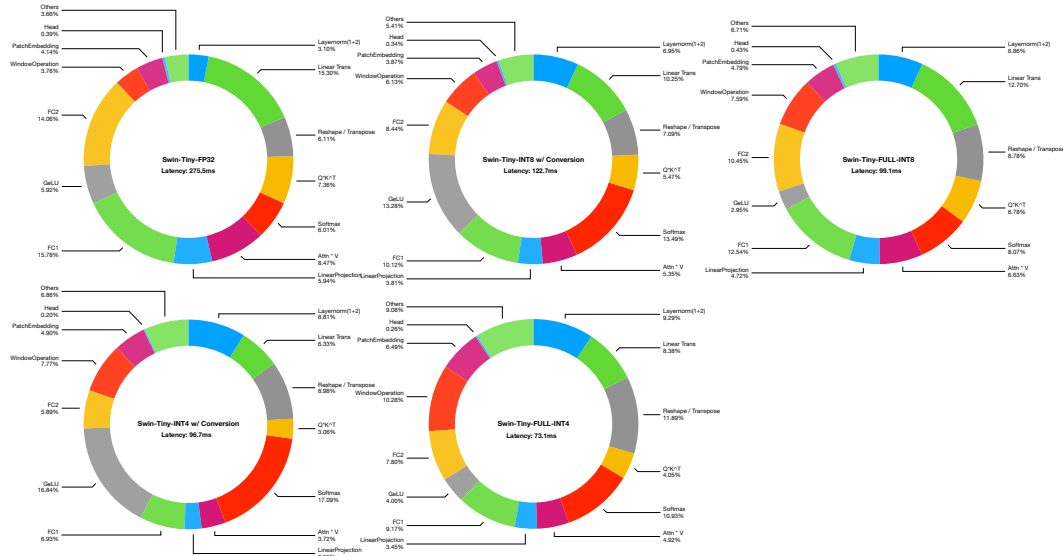 Others
3.66%
Head
0.39%
PatchEmbedding
4.14%
WindowOperation
3.76%
FC2
14.06%
GeLU
5.92%
FC1
15.78%
Layernorm(1+2)
3.10%
Linear Trans
15.30%
Reshape / Transpose
6.11%
Q*K^T
7.36%
Softmax
6.01%
Attn * V
8.47%
LinearProjection
5.94%
Swin-Tiny-FP32
Latency: 275.5ms
Others
5.41%
Head
0.34%
PatchEmbedding
3.87%
WindowOperation
6.13%
FC2
8.44%
GeLU
13.28%
FC1
10.12%
LinearProjection
3.81%
Layernorm(1+2)
6.95%
Linear Trans
10.25%
Reshape / Transpose
7.09%
Q*K^T
5.47%
Softmax
13.49%
Attn * V
5.35%
Swin-Tiny-INT8 w/ Conversion
Latency: 122.7ms
Others
6.71%
Head
0.43%
PatchEmbedding
4.79%
WindowOperation
7.59%
FC2
10.45%
GeLU
2.95%
FC1
12.54%
LinearProjection
4.72%
Layernorm(1+2)
6.86%
Linear Trans
12.70%
Reshape / Transpose
8.78%
Q*K^T
6.78%
Softmax
8.07%
Attn * V
6.63%
Swin-Tiny-FULL-INT8
Latency: 99.1ms
Others
6.86%
Head
0.20%
PatchEmbedding
4.90%
WindowOperation
7.77%
FC2
5.89%
GeLU
16.84%
FC1
6.93%
Layernorm(1+2)
8.81%
Linear Trans
6.33%
Reshape / Transpose
8.98%
Q*K^T
3.06%
Softmax
17.09%
Attn * V
3.72%
LinearProjection
Swin-Tiny-INT4 w/ Conversion
Latency: 96.7ms
Others
9.08%
Head
0.26%
PatchEmbedding
6.49%
WindowOperation
10.28%
FC2
7.80%
GeLU
4.00%
FC1
9.17%
LinearProjection
3.45%
Layernorm(1+2)
9.29%
Linear Trans
8.38%
Reshape / Transpose
11.89%
Q*K^T
4.05%
Softmax
10.93%
Attn * V
4.92%
Swin-Tiny-FULL-INT4
Latency: 73.1ms